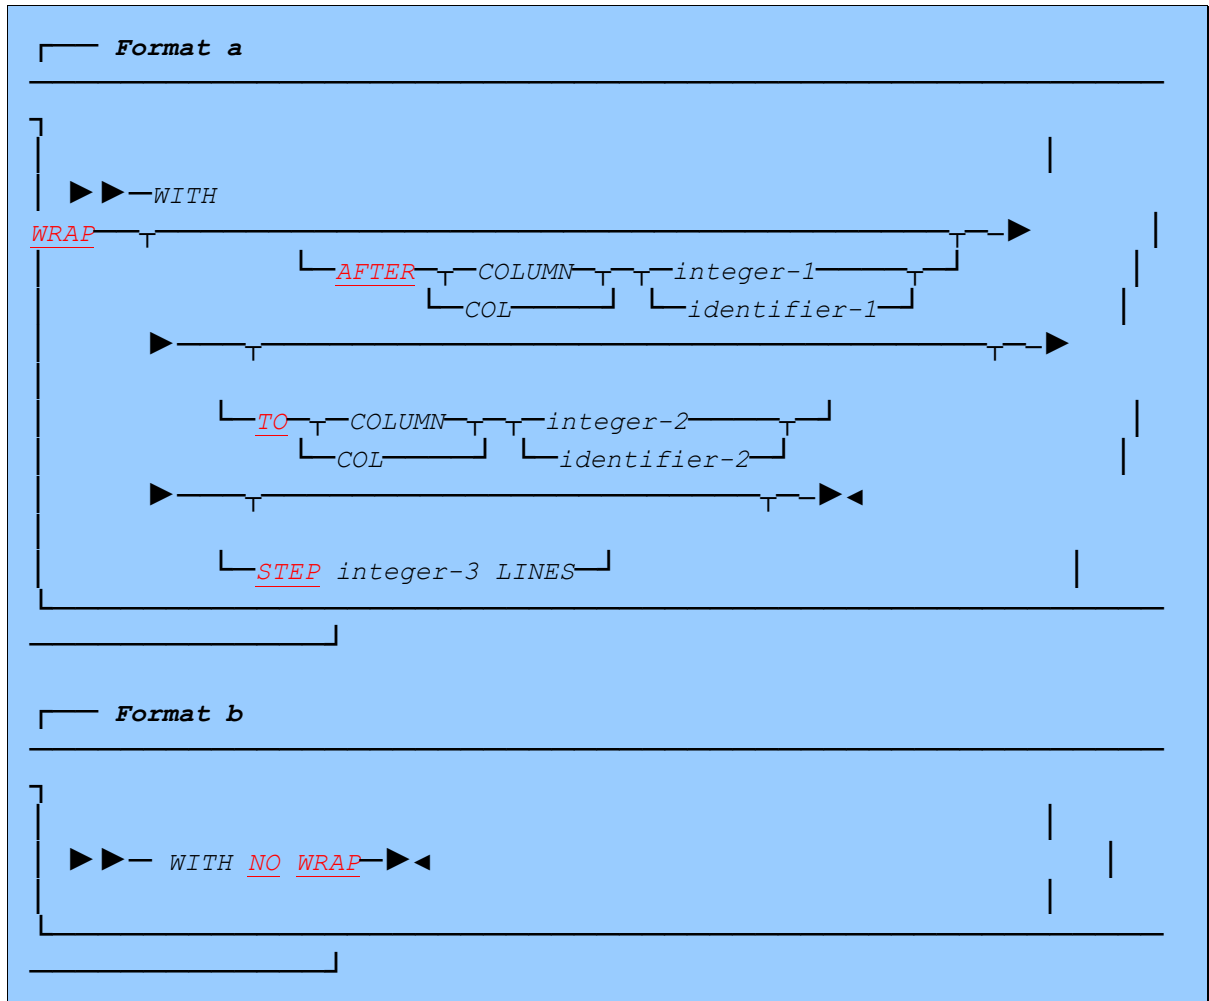 Format a
WITH
WRAP
AFTER COLUMN integer-1
COL identifier-1
TO COLUMN integer-2
COL identifier-2
STEP integer-3 LINES
Format b
WITH NO WRAP